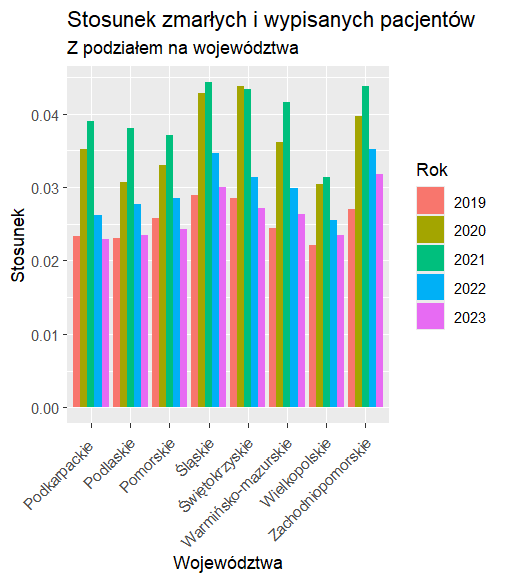 Stosunek zmarłych i wypisanych pacjentów
Z podziałem na województwa
Stosunek
0.04
0.03
0.02
0.01
0.00
Podkarpackie
Podlaskie
Pomorskie
Śląskie
Świętokrzyskie
Warmińsko-mazurskie
Wielkopolskie
Zachodniopomorskie
Województwa
Rok
2019
2020
2021
2022
2023